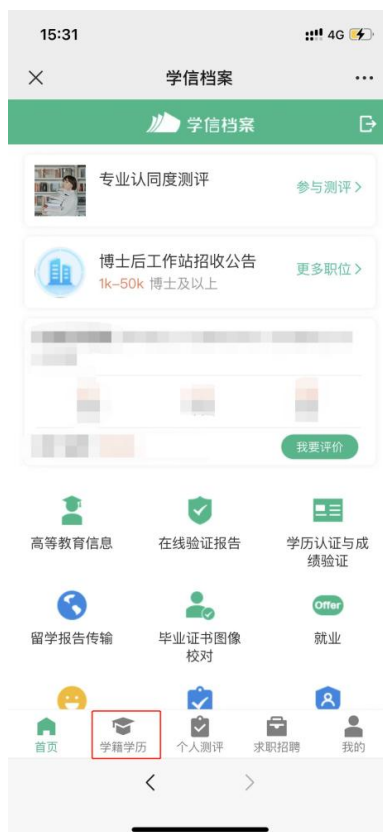 15:31
4G
学信档案
学信档案
专业认同度测评
参与测评
博士后工作站招收公告
1k-50k 博士及以上
更多职位
我要评价
高等教育信息
在线验证报告
学历认证与成
绩验证
Offer
留学报告传输
毕业证书图像
校对
就业
首页
学籍学历
个人测评
求职招聘
我的